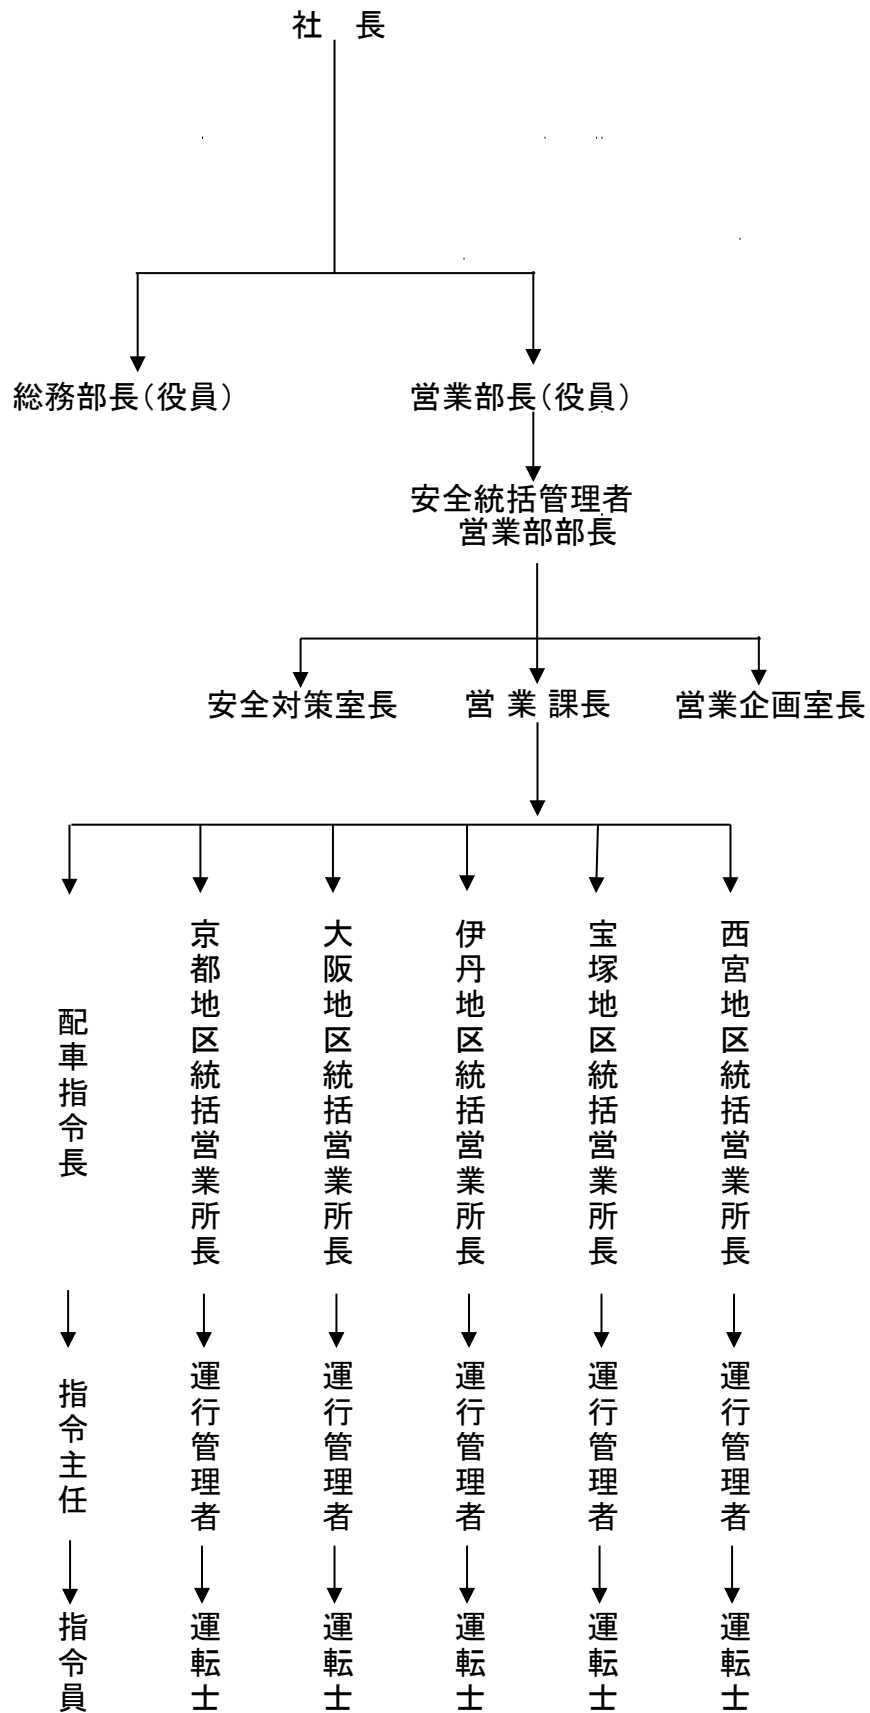 社　長
総務部長（役員）
営業部長（役員）
安全統括管理者
営業部部長
安全対策室長
営 業 課長
営業企画室長
配車指令長
京都地区統括営業所長
大阪地区統括営業所長
伊丹地区統括営業所長
宝塚地区統括営業所長
西宮地区統括営業所長
指令主任
運行管理者
運行管理者
運行管理者
運行管理者
運行管理者
指令員
運転士
運転士
運転士
運転士
運転士